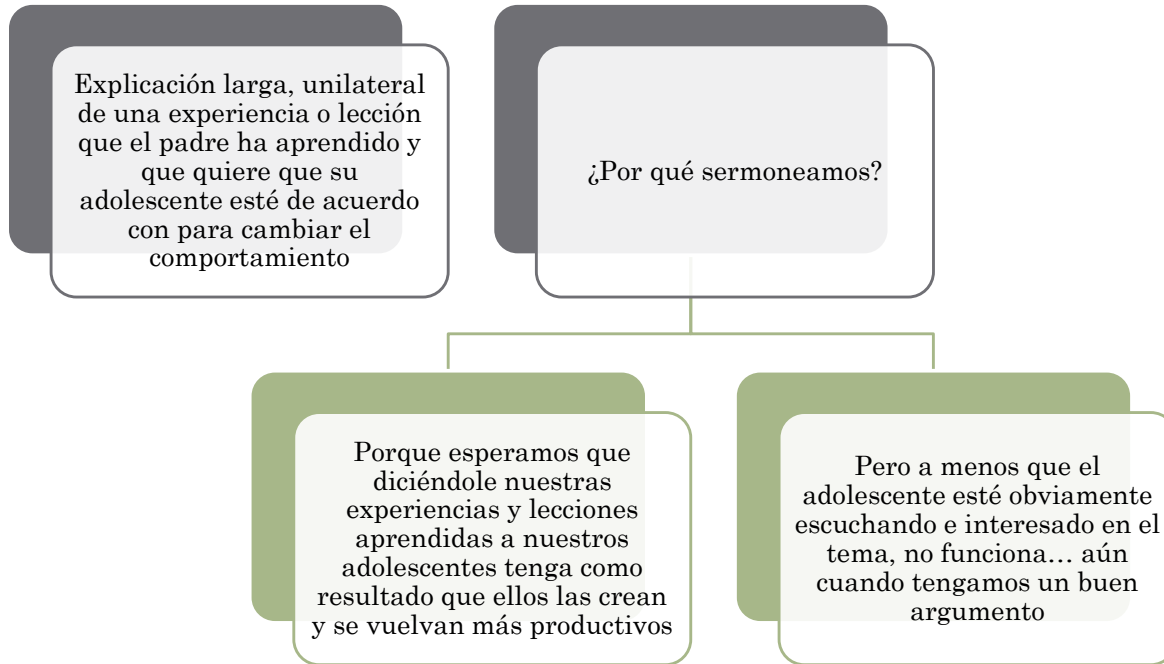 Explicación larga, unilateral
de una experiencia o lección
que el padre ha aprendido y
que quiere que su
adolescente esté de acuerdo
con para cambiar el
comportamiento
¿Por qué sermoneamos?
Porque esperamos que
diciéndole nuestras
experiencias y lecciones
aprendidas a nuestros
adolescentes tenga como
resultado que ellos las crean
y se vuelvan más productivos
Pero a menos que el
adolescente esté obviamente
escuchando e interesado en el
tema, no funciona… aún
cuando tengamos un buen
argumento